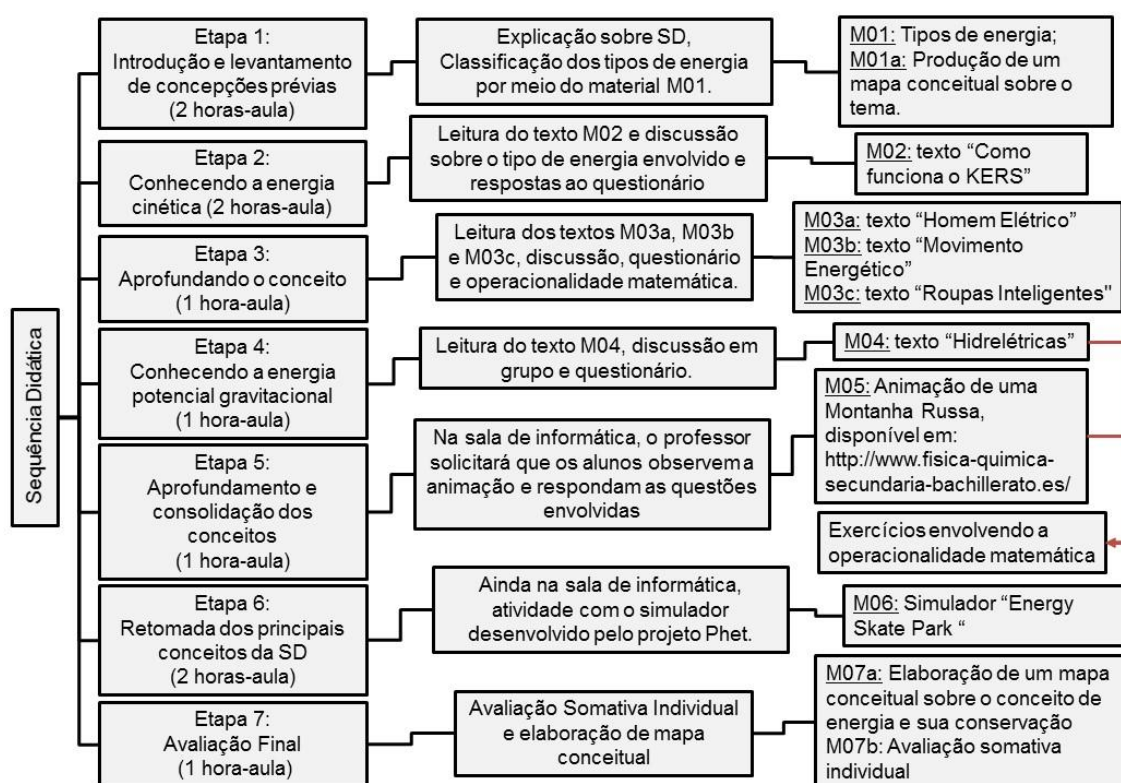 Sequência Didática
Etapa 1:
Introdução e levantamento
de concepções prévias
(2 horas-aula)
Explicação sobre SD,
Classificação dos tipos de energia
por meio do material M01.
M01: Tipos de energia;
M01a: Produção de um
mapa conceitual sobre o
tema.
Etapa 2:
Conhecendo a energia
cinética (2 horas-aula)
Leitura do texto M02 e discussão
sobre o tipo de energia envolvido e
respostas ao questionário
M02: texto “Como
funciona o KERS”
Etapa 3:
Aprofundando o conceito
(1 hora-aula)
Leitura dos textos M03a, M03b
e M03c, discussão, questionário
e operacionalidade matemática.
M03a: texto “Homem Elétrico”
M03b: texto “Movimento
Energético”
M03c: texto “Roupas Inteligentes"
Etapa 4:
Conhecendo a energia
potencial gravitacional
(1 hora-aula)
Leitura do texto M04, discussão em
grupo e questionário.
M04: texto “Hidrelétricas”
Etapa 5:
Aprofundamento e
consolidação dos
conceitos
(1 hora-aula)
Na sala de informática, o professor
solicitará que os alunos observem a
animação e respondam as questões
envolvidas
M05: Animação de uma
Montanha Russa,
disponível em:
http://www.fisica-quimica-
secundaria-bachillerato.es/
Exercícios envolvendo a
operacionalidade matemática
Etapa 6:
Retomada dos principais
conceitos da SD
(2 horas-aula)
Ainda na sala de informática,
atividade com o simulador
desenvolvido pelo projeto Phet.
M06: Simulador “Energy
Skate Park “
Etapa 7:
Avaliação Final
(1 hora-aula)
Avaliação Somativa Individual
e elaboração de mapa
conceitual
M07a: Elaboração de um mapa
conceitual sobre o conceito de
energia e sua conservação
M07b: Avaliação somativa
individual